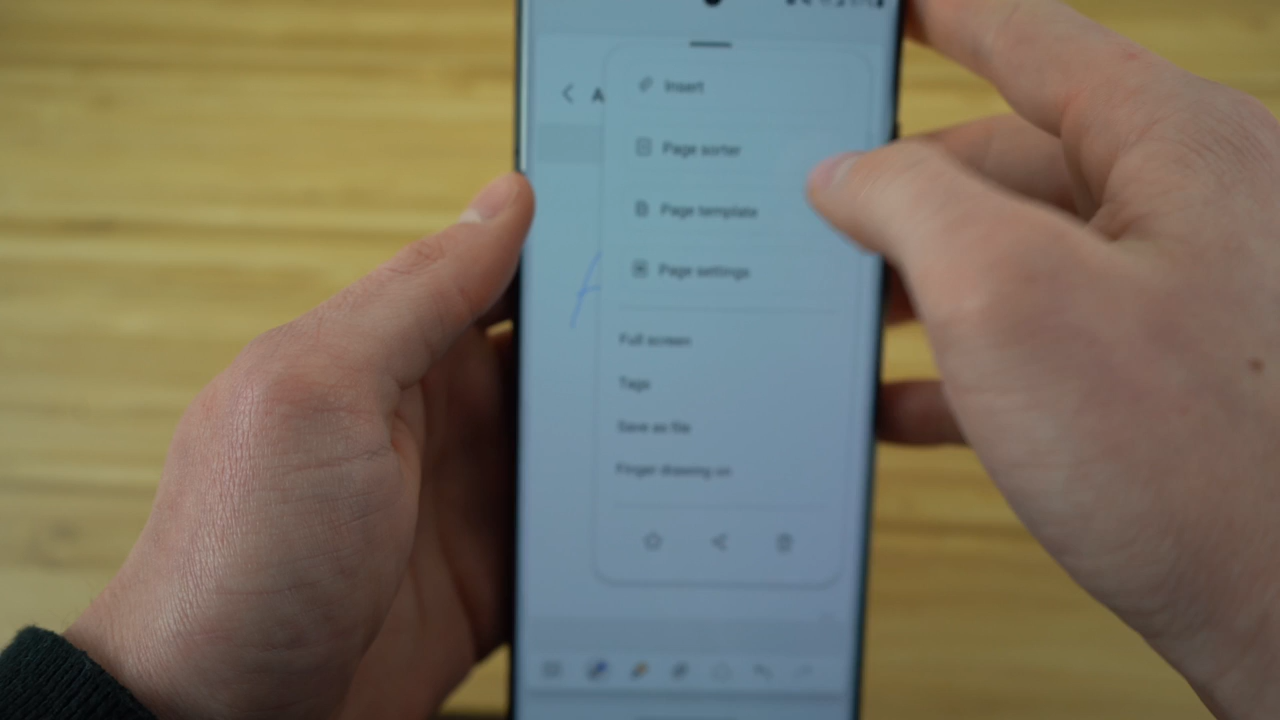 A
Insert
Page sorter
Page template
Page settings
Full screen
Tags
Save as file
Finger drawing on